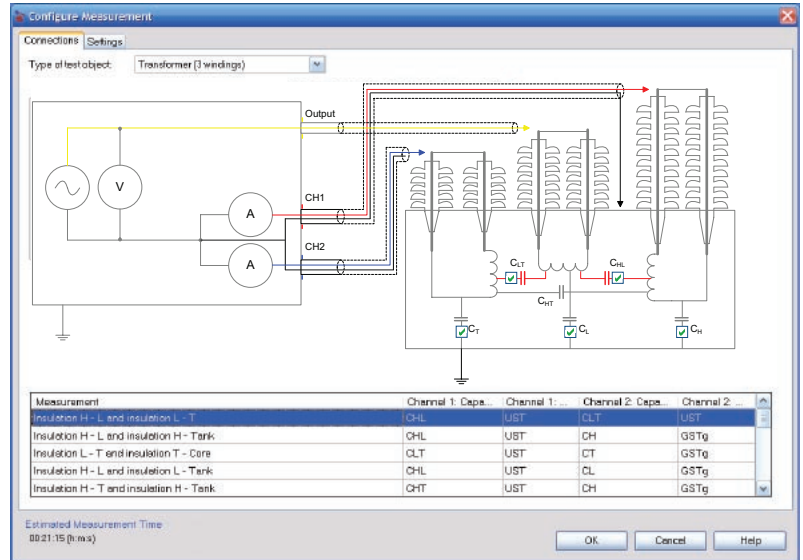 Configure Measurement
Connections Settings
Type of test object: Transformer (3 windings)
Output
V
A
CH1
CH2
A
CLT
CHL
CHT
CT
CL
CH
Measurement Channel 1: Capa... Channel 1: ... Channel 2: Capa... Channel 2: ...
Insulation H - L and insulation L - T CHL UST CLT UST
Insulation H - L and insulation H - Tank CHL UST CH GSTg
Insulation L - T and insulation T - Core CLT UST CT GSTg
Insulation H - L and insulation L - Tank CHL UST CL GSTg
Insulation H - T and insulation H - Tank CHT UST CH GSTg
Estimated Measurement Time
00:21:15 (h:m:s)
OK Cancel Help